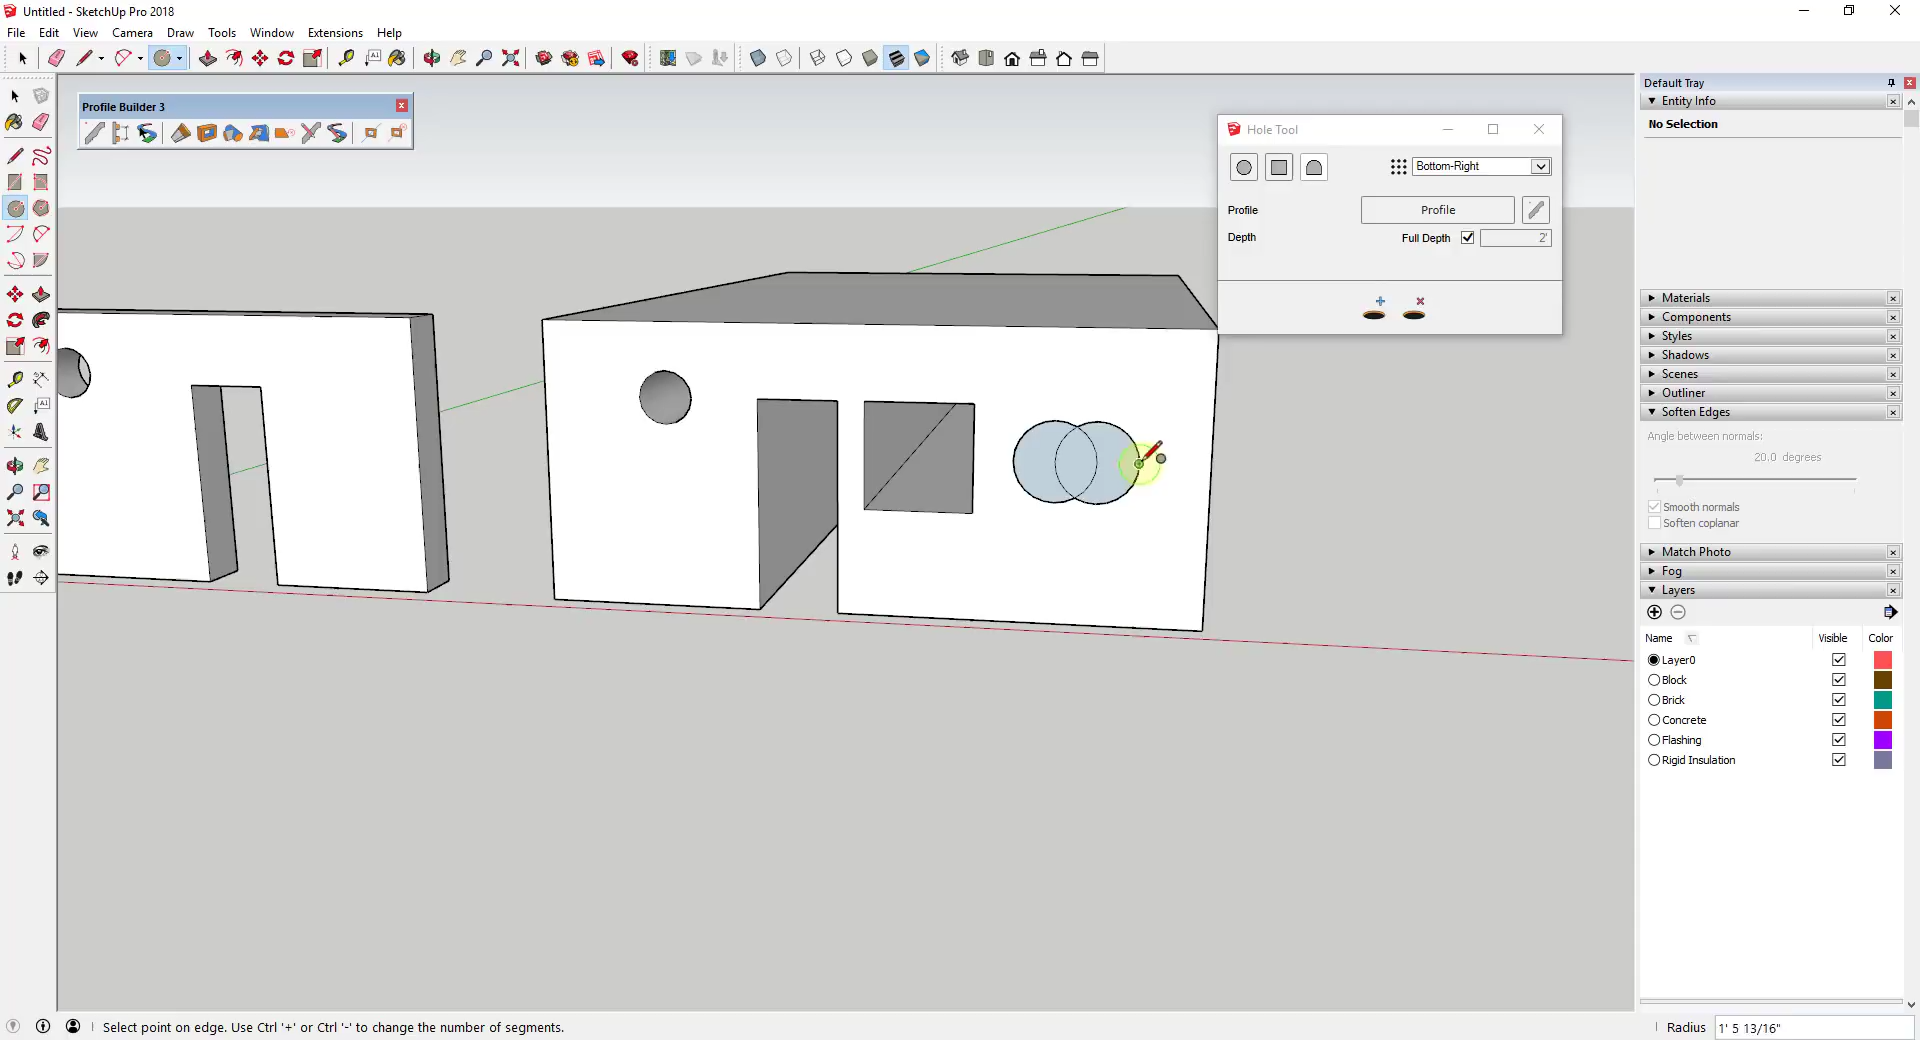 Untitled - SketchUp Pro 2018
File Edit View Camera Draw Tools Window Extensions Help
Default Tray
Profile Builder 3
Entity Info
No Selection
Hole Tool
Bottom-Right
Profile Profile
Depth Full Depth 2'
Materials
Components
Styles
Shadows
Scenes
Outliner
Soften Edges
Angle between normals:
20.0 degrees
Smooth normals
Soften coplanar
Match Photo
Fog
Layers
Name Visible Color
Layer0
Block
Brick
Concrete
Flashing
Rigid Insulation
Select point on edge. Use Ctrl '+' or Ctrl '-' to change the number of segments.
Radius 1' 5 13/16"